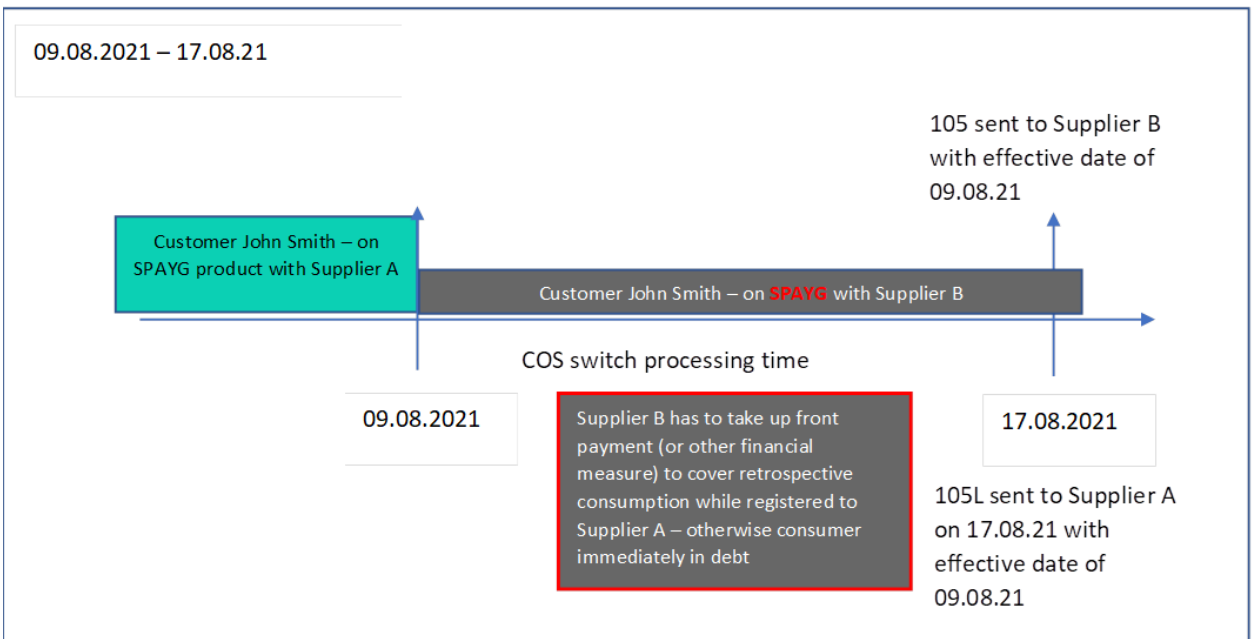 09.08.2021 – 17.08.21
105 sent to Supplier B
with effective date of
09.08.21
Customer John Smith – on
SPAYG product with Supplier A
Customer John Smith – on SPAYG with Supplier B
COS switch processing time
09.08.2021
Supplier B has to take up front
payment (or other financial
measure) to cover retrospective
consumption while registered to
Supplier A – otherwise consumer
immediately in debt
17.08.2021
105L sent to Supplier A
on 17.08.21 with
effective date of
09.08.21